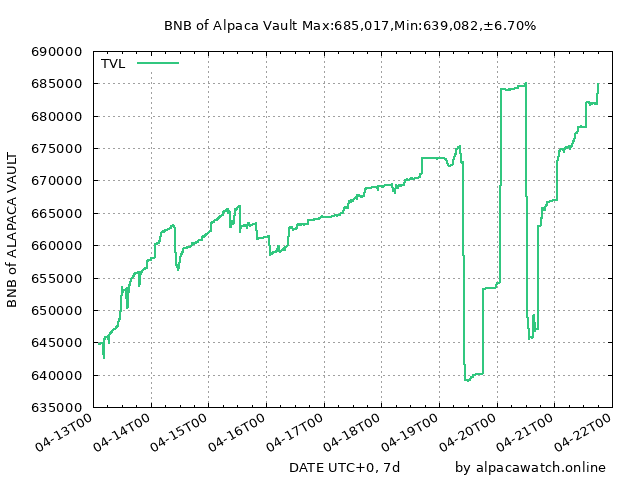 BNB of Alpaca Vault Max:685,017,Min:639,082,±6.70%
TVL
BNB of ALAPACA VAULT
690000
685000
680000
675000
670000
665000
660000
655000
650000
645000
640000
635000
04-13T00
04-14T00
04-15T00
04-16T00
04-17T00
04-18T00
04-19T00
04-20T00
04-21T00
04-22T00
DATE UTC+0, 7d
by alpacawatch.online